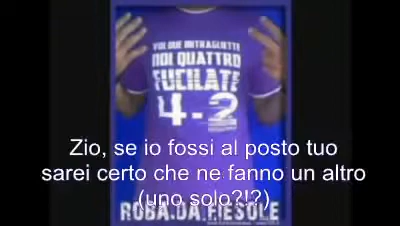 VOI DUE MITRAGLIETTE
NOI QUATTRO
FUCILATE
4-2
Zio, se io fossi al posto tuo
sarei certo che ne fanno un altro
(uno solo?!?)
ROBA.DA.FIESOLE